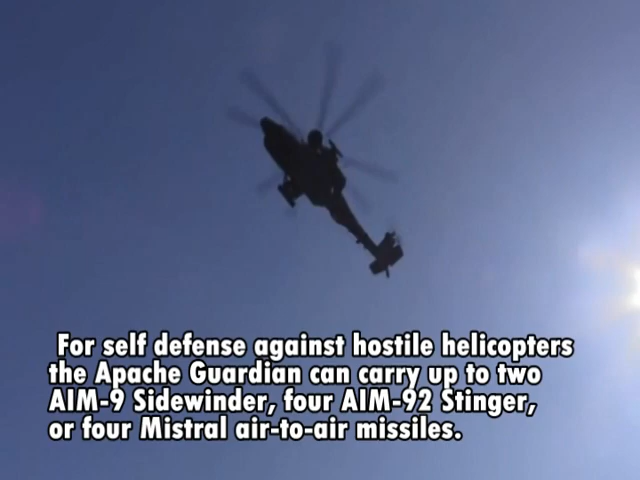 For self defense against hostile helicopters
the Apache Guardian can carry up to two
AIM-9 Sidewinder, four AIM-92 Stinger,
or four Mistral air-to-air missiles.